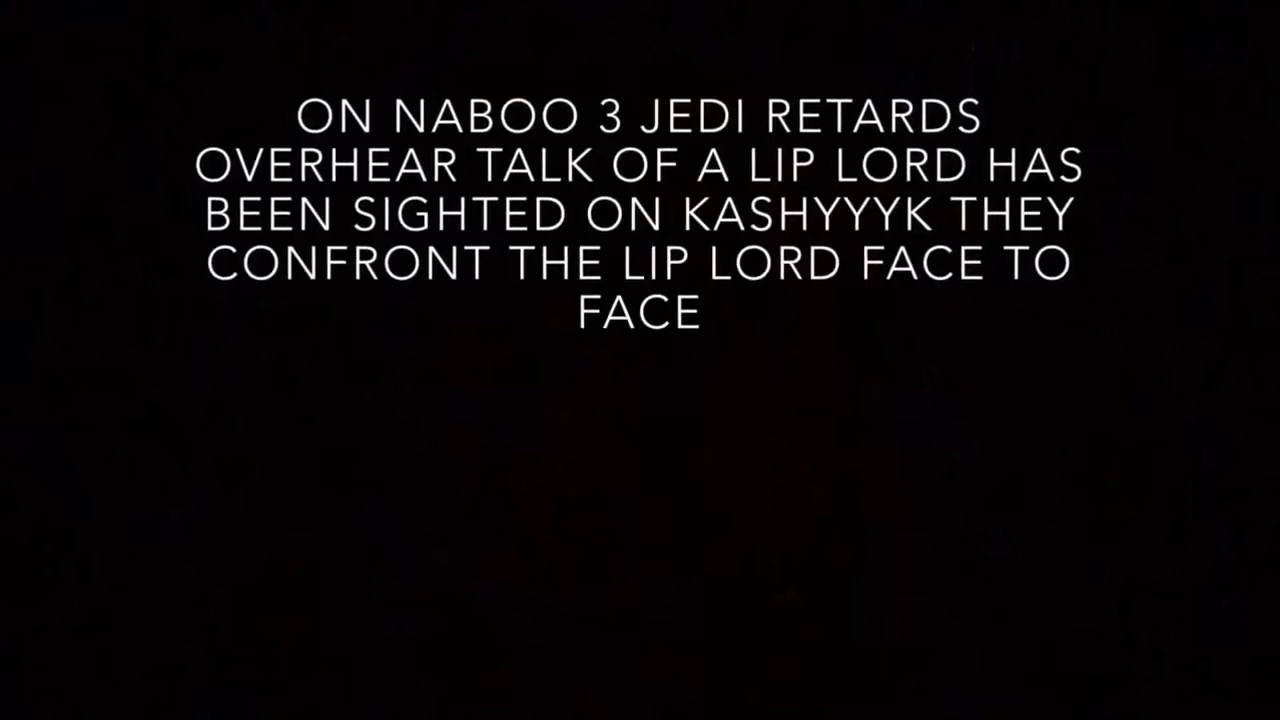 ON NABOO 3 JEDI RETARDS
OVERHEAR TALK OF A LIP LORD HAS
BEEN SIGHTED ON KASHYYYK THEY
CONFRONT THE LIP LORD FACE TO
FACE